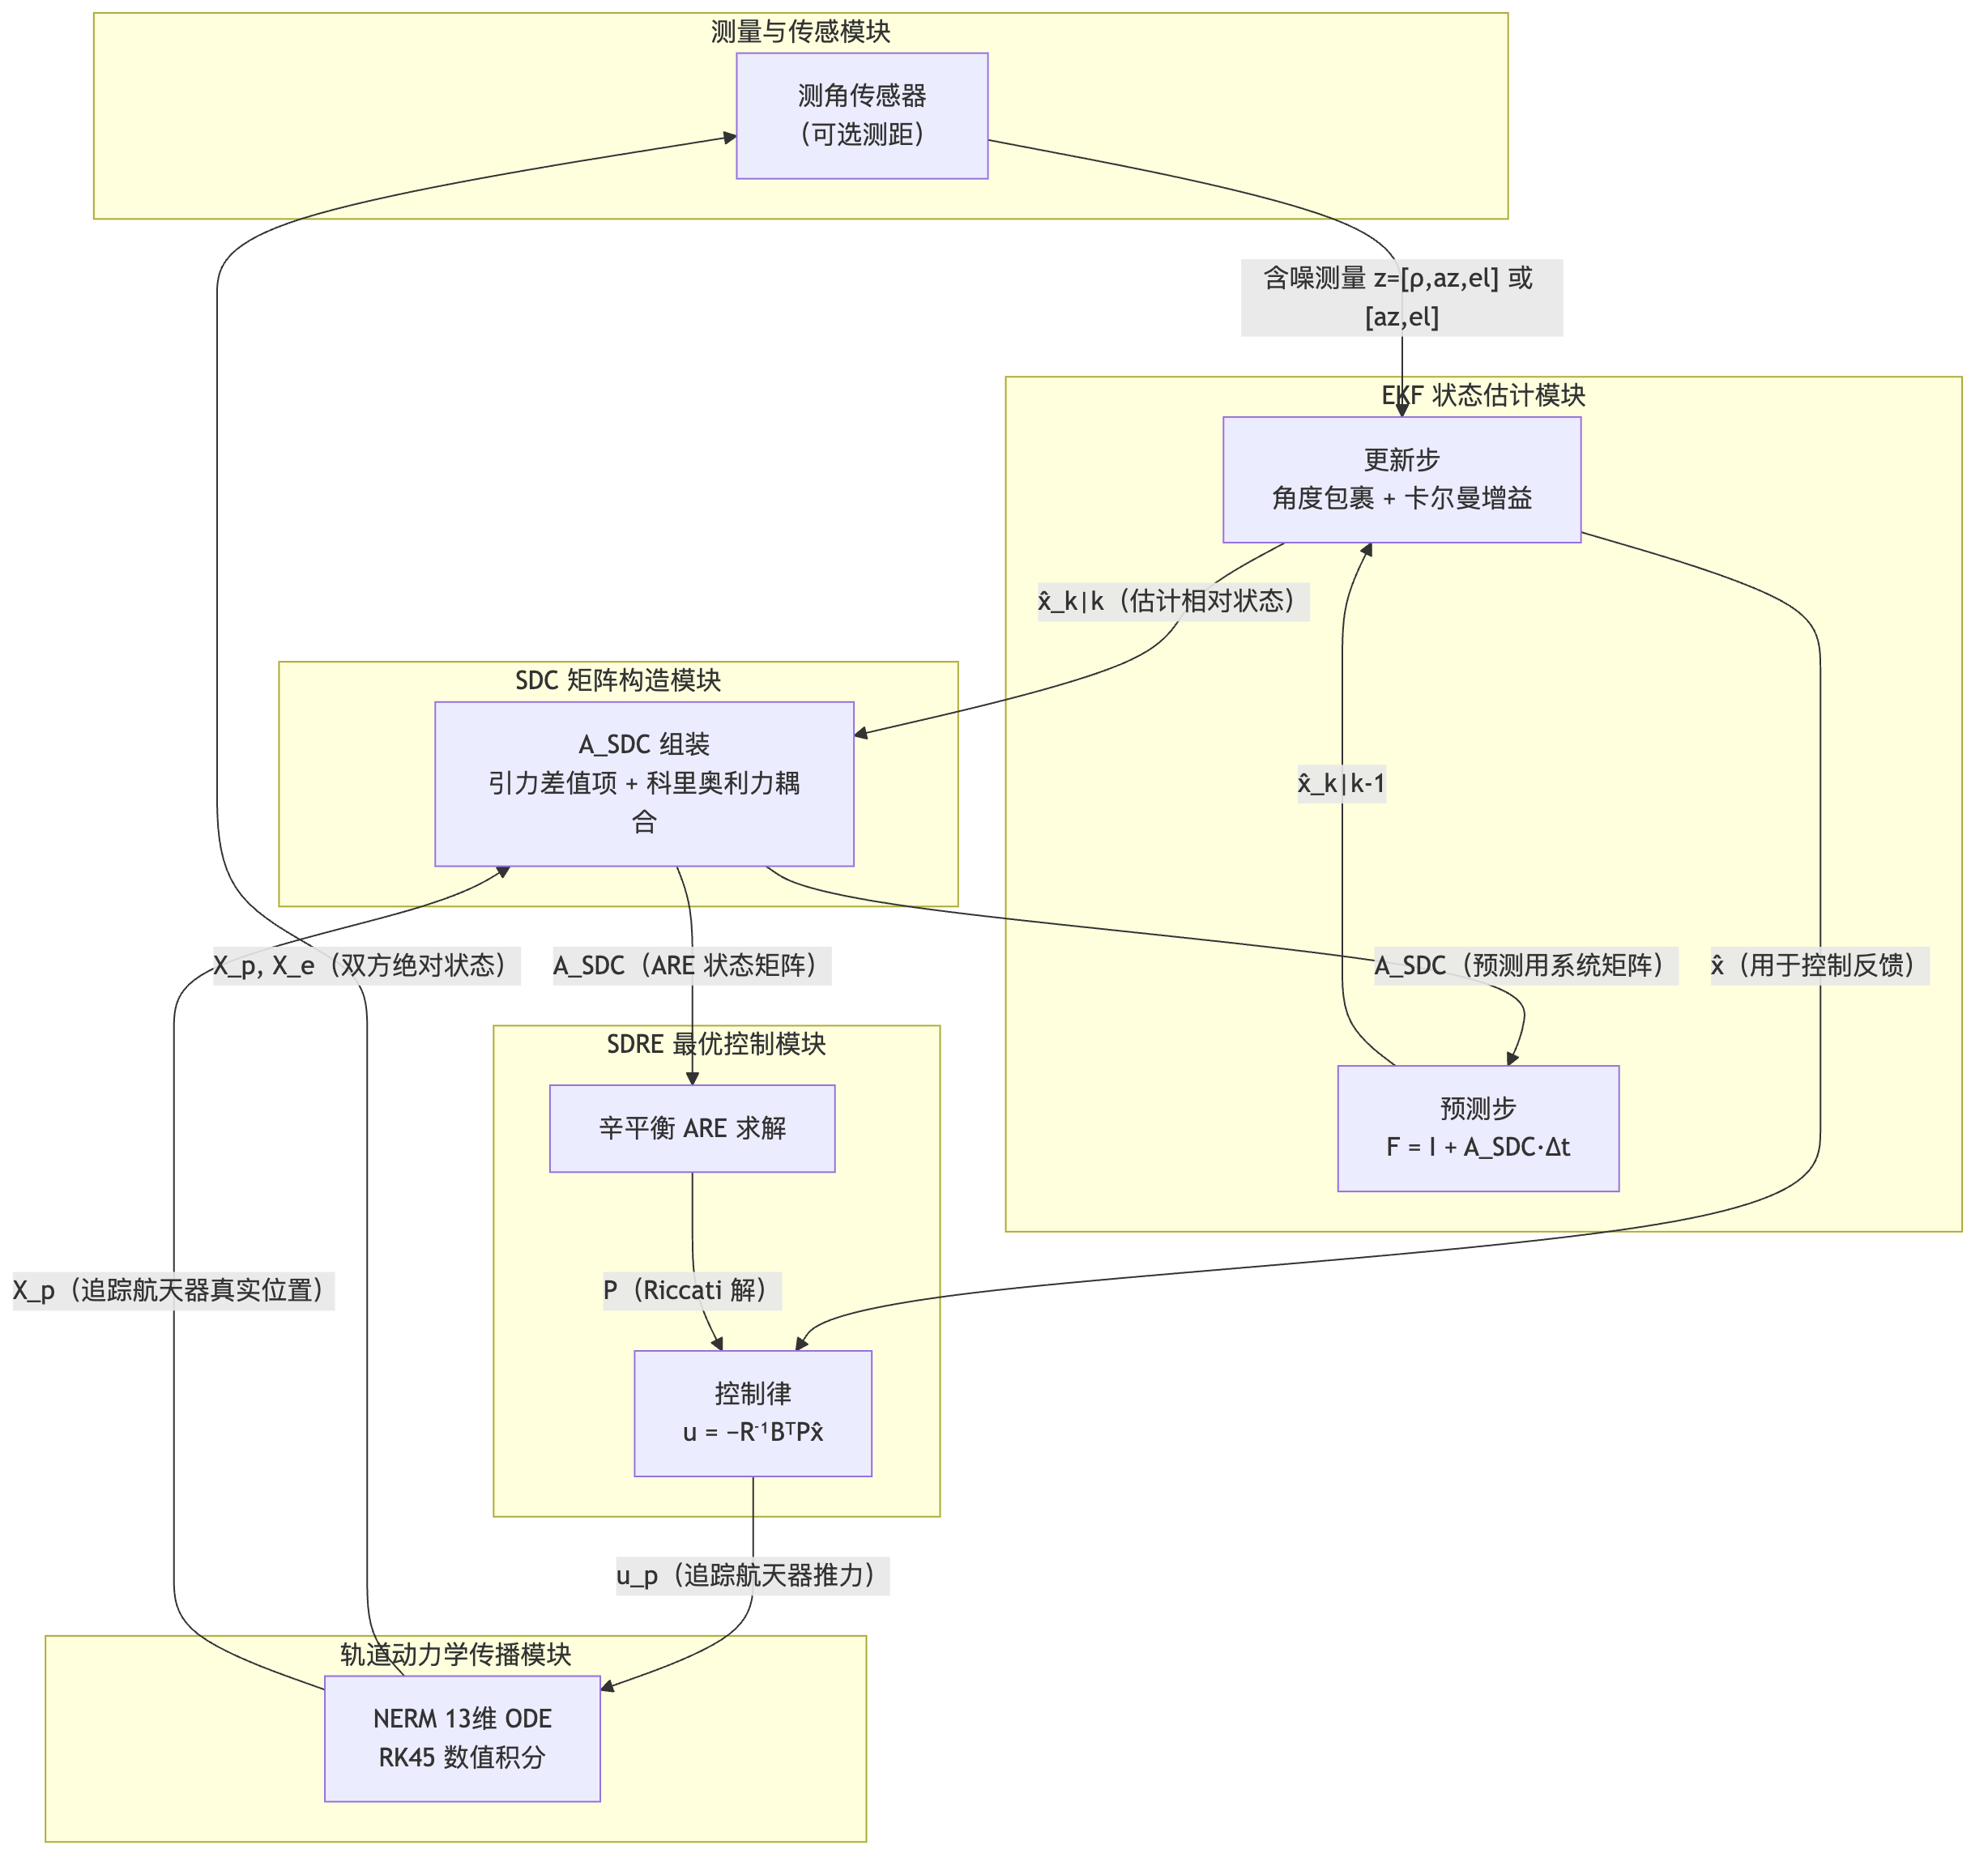 测量与传感模块
测角传感器
（可选测距）
含噪测量 z=[ρ,az,el] 或
[az,el]
EKF 状态估计模块
更新步
角度包裹 + 卡尔曼增益
x̂_k|k（估计相对状态）
SDC 矩阵构造模块
A_SDC 组装
引力差值项 + 科里奥利力耦
合
x̂_k|k-1
X_p, X_e（双方绝对状态）
A_SDC（ARE 状态矩阵）
A_SDC（预测用系统矩阵）
x̂（用于控制反馈）
SDRE 最优控制模块
辛平衡 ARE 求解
预测步
F = I + A_SDC·Δt
X_p（追踪航天器真实位置）
P（Riccati 解）
控制律
u = −R⁻¹BᵀPx̂
u_p（追踪航天器推力）
轨道动力学传播模块
NERM 13维 ODE
RK45 数值积分